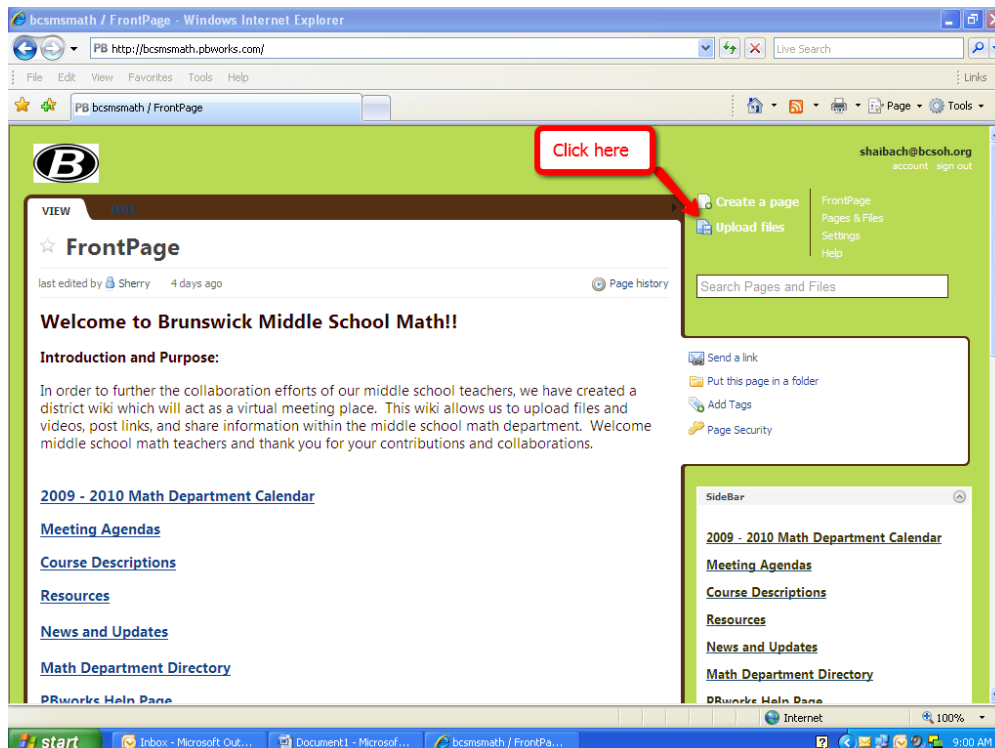 bcsmsmath / FrontPage - Windows Internet Explorer
PB http://bcsmsmath.pbworks.com/
Live Search
File Edit View Favorites Tools Help
Links
PB bcsmsmath / FrontPage
Page
Tools
Click here
B
shaibach@bcsoh.org
account sign out
VIEW
EDIT
Create a page
Upload files
FrontPage
Pages & Files
Settings
Help
FrontPage
last edited by Sherry 4 days ago
Page history
Search Pages and Files
Welcome to Brunswick Middle School Math!!
Introduction and Purpose:
In order to further the collaboration efforts of our middle school teachers, we have created a
district wiki which will act as a virtual meeting place. This wiki allows us to upload files and
videos, post links, and share information within the middle school math department. Welcome
middle school math teachers and thank you for your contributions and collaborations.
2009 - 2010 Math Department Calendar
Meeting Agendas
Course Descriptions
Resources
News and Updates
Math Department Directory
PBworks Help Page
Send a link
Put this page in a folder
Add Tags
Page Security
SideBar
2009 - 2010 Math Department Calendar
Meeting Agendas
Course Descriptions
Resources
News and Updates
Math Department Directory
PBworks Help Page
Internet
100%
start
Inbox - Microsoft Out...
Document1 - Microsof...
bcsmsmath / FrontPa...
9:00 AM